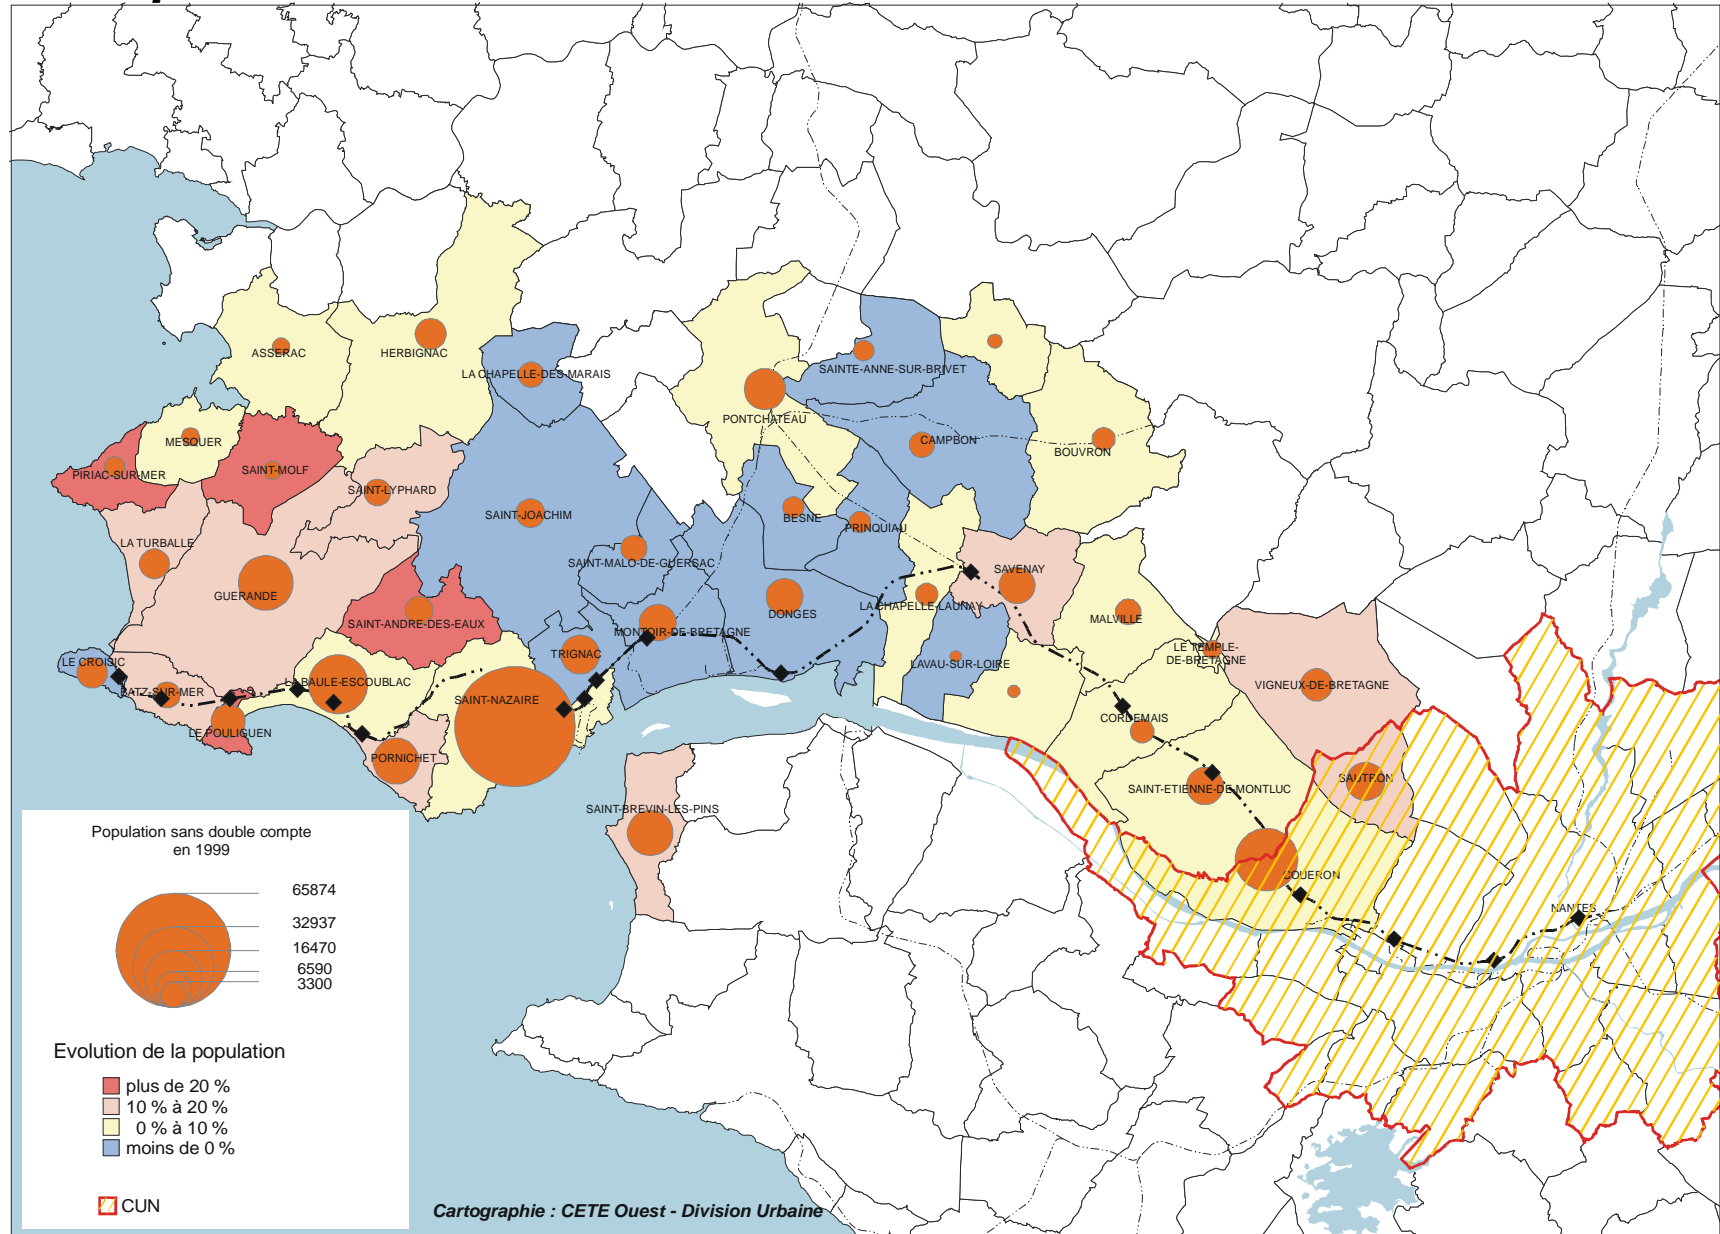 ASSERAC
HERBIGNAC
LA CHAPELLE-DES-MARAIS
SAINTE-ANNE-SUR-BRIVET
PONTCHATEAU
CAMPBON
BOUVRON
MESQUER
PIRIAC-SUR-MER
SAINT-MOLF
SAINT-LYPHARD
SAINT-JOACHIM
BESNE
PRINQUIAU
LA TURBALLE
SAINT-MALO-DE-GUERSAC
SAVENAY
GUERANDE
LA CHAPELLE-LAUNAY
DONGES
MALVILLE
SAINT-ANDRE-DES-EAUX
MONTOIR-DE-BRETAGNE
TRIGNAC
LE TEMPLE-
DE-BRETAGNE
LE CROISIC
LAVAU-SUR-LOIRE
LA BAULE-ESCOUBLAC
VIGNEUX-DE-BRETAGNE
BATZ-SUR-MER
SAINT-NAZAIRE
CORDEMAIS
LE POULIGUEN
PORNICHET
SAUTRON
SAINT-ETIENNE-DE-MONTLUC
SAINT-BREVIN-LES-PINS
COUERON
NANTES
Population sans double compte
en 1999
65874
32937
16470
6590
3300
Evolution de la population
plus de 20 %
10 % à 20 %
0 % à 10 %
moins de 0 %
CUN
Cartographie : CETE Ouest - Division Urbaine